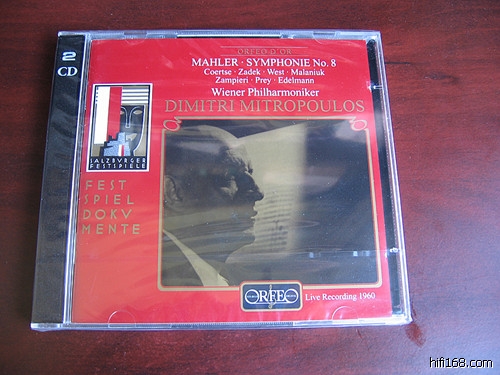 2
CD
ORFEO D'OR
MAHLER · SYMPHONIE No. 8
Coertse · Zadek · West · Malaniuk
Zampieri · Prey · Edelmann
Wiener Philharmoniker
DIMITRI MITROPOULOS
SALZBURGER
FESTSPIELE
FEST
SPIEL
DOKU
MENTE
ORFEO
Live Recording 1960
hifi168.com